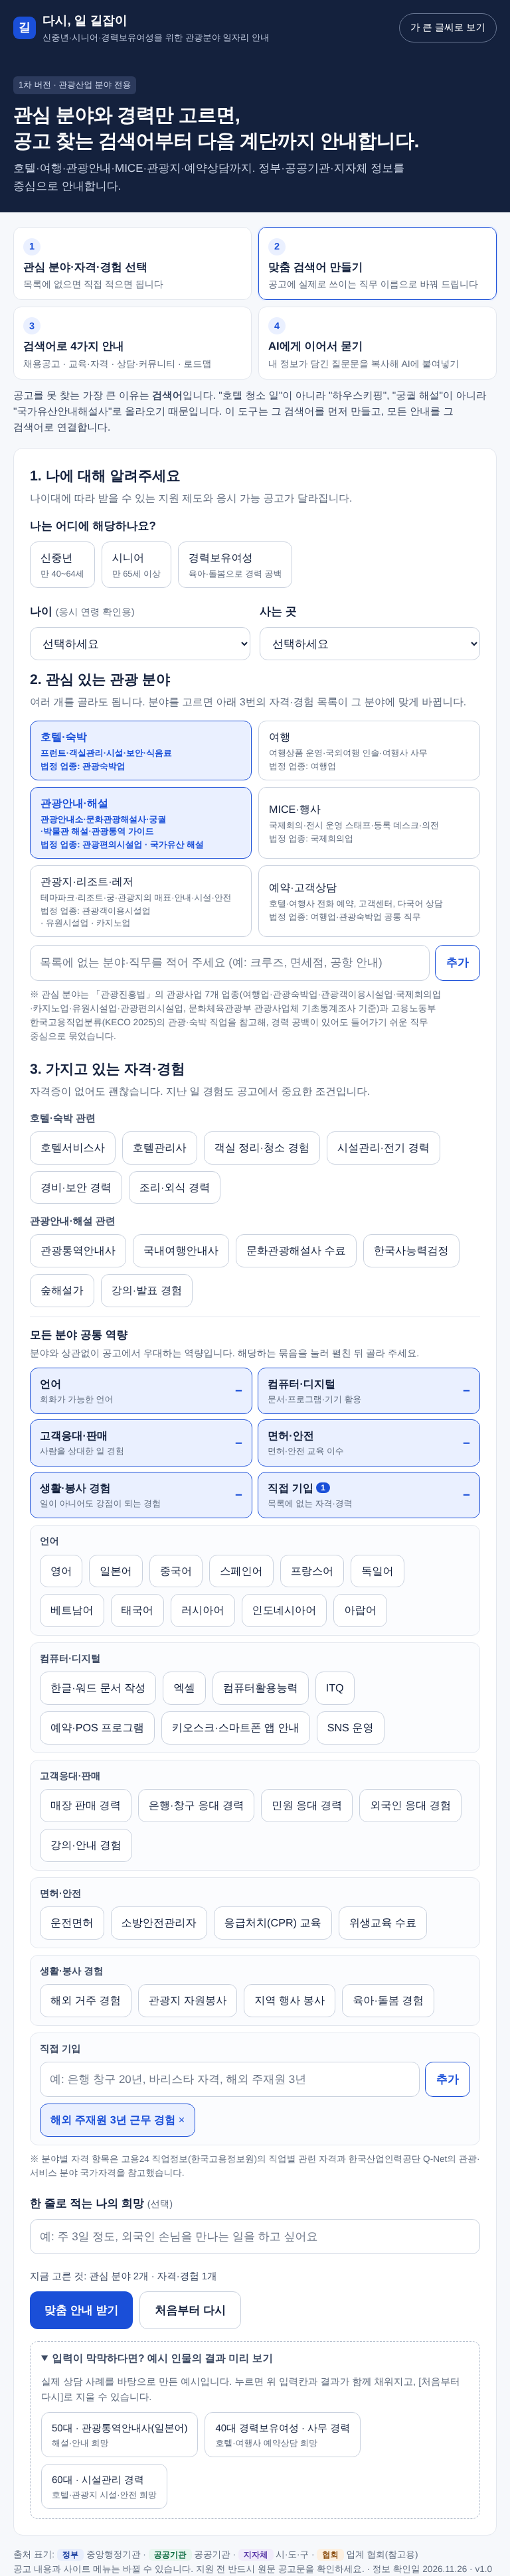 길
다시, 일 길잡이
신중년·시니어·경력보유여성을 위한 관광분야 일자리 안내
가 큰 글씨로 보기
1차 버전 · 관광산업 분야 전용
관심 분야와 경력만 고르면,
공고 찾는 검색어부터 다음 계단까지 안내합니다.
호텔·여행·관광안내·MICE·관광지·예약상담까지. 정부·공공기관·지자체 정보를
중심으로 안내합니다.
1
관심 분야·자격·경험 선택
목록에 없으면 직접 적으면 됩니다
2
맞춤 검색어 만들기
공고에 실제로 쓰이는 직무 이름으로 바꿔 드립니다
3
검색어로 4가지 안내
채용공고 · 교육·자격 · 상담·커뮤니티 · 로드맵
4
AI에게 이어서 묻기
내 정보가 담긴 질문문을 복사해 AI에 붙여넣기
공고를 못 찾는 가장 큰 이유는 검색어입니다. "호텔 청소 일"이 아니라 "하우스키핑", "궁궐 해설"이 아니라
"국가유산안내해설사"로 올라오기 때문입니다. 이 도구는 그 검색어를 먼저 만들고, 모든 안내를 그
검색어로 연결합니다.
1. 나에 대해 알려주세요
나이대에 따라 받을 수 있는 지원 제도와 응시 가능 공고가 달라집니다.
나는 어디에 해당하나요?
신중년
만 40~64세
시니어
만 65세 이상
경력보유여성
육아·돌봄으로 경력 공백
나이 (응시 연령 확인용)
선택하세요
사는 곳
선택하세요
2. 관심 있는 관광 분야
여러 개를 골라도 됩니다. 분야를 고르면 아래 3번의 자격·경험 목록이 그 분야에 맞게 바뀝니다.
호텔·숙박
프런트·객실관리·시설·보안·식음료
법정 업종: 관광숙박업
여행
여행상품 운영·국외여행 인솔·여행사 사무
법정 업종: 여행업
관광안내·해설
관광안내소·문화관광해설사·궁궐
·박물관 해설·관광통역 가이드
법정 업종: 관광편의시설업 · 국가유산 해설
MICE·행사
국제회의·전시 운영 스태프·등록 데스크·의전
법정 업종: 국제회의업
관광지·리조트·레저
테마파크·리조트·궁·관광지의 매표·안내·시설·안전
법정 업종: 관광객이용시설업
· 유원시설업 · 카지노업
예약·고객상담
호텔·여행사 전화 예약, 고객센터, 다국어 상담
법정 업종: 여행업·관광숙박업 공통 직무
목록에 없는 분야·직무를 적어 주세요 (예: 크루즈, 면세점, 공항 안내)
추가
※ 관심 분야는 「관광진흥법」의 관광사업 7개 업종(여행업·관광숙박업·관광객이용시설업·국제회의업
·카지노업·유원시설업·관광편의시설업, 문화체육관광부 관광사업체 기초통계조사 기준)과 고용노동부
한국고용직업분류(KECO 2025)의 관광·숙박 직업을 참고해, 경력 공백이 있어도 들어가기 쉬운 직무
중심으로 묶었습니다.
3. 가지고 있는 자격·경험
자격증이 없어도 괜찮습니다. 지난 일 경험도 공고에서 중요한 조건입니다.
호텔·숙박 관련
호텔서비스사
호텔관리사
객실 정리·청소 경험
시설관리·전기 경력
경비·보안 경력
조리·외식 경력
관광안내·해설 관련
관광통역안내사
국내여행안내사
문화관광해설사 수료
한국사능력검정
숲해설가
강의·발표 경험
모든 분야 공통 역량
분야와 상관없이 공고에서 우대하는 역량입니다. 해당하는 묶음을 눌러 펼친 뒤 골라 주세요.
언어
회화가 가능한 언어
–
컴퓨터·디지털
문서·프로그램·기기 활용
–
고객응대·판매
사람을 상대한 일 경험
–
면허·안전
면허·안전 교육 이수
–
생활·봉사 경험
일이 아니어도 강점이 되는 경험
–
직접 기입 1
목록에 없는 자격·경력
–
언어
영어
일본어
중국어
스페인어
프랑스어
독일어
베트남어
태국어
러시아어
인도네시아어
아랍어
컴퓨터·디지털
한글·워드 문서 작성
엑셀
컴퓨터활용능력
ITQ
예약·POS 프로그램
키오스크·스마트폰 앱 안내
SNS 운영
고객응대·판매
매장 판매 경력
은행·창구 응대 경력
민원 응대 경력
외국인 응대 경험
강의·안내 경험
면허·안전
운전면허
소방안전관리자
응급처치(CPR) 교육
위생교육 수료
생활·봉사 경험
해외 거주 경험
관광지 자원봉사
지역 행사 봉사
육아·돌봄 경험
직접 기입
예: 은행 창구 20년, 바리스타 자격, 해외 주재원 3년
추가
해외 주재원 3년 근무 경험 ×
※ 분야별 자격 항목은 고용24 직업정보(한국고용정보원)의 직업별 관련 자격과 한국산업인력공단 Q-Net의 관광·
서비스 분야 국가자격을 참고했습니다.
한 줄로 적는 나의 희망 (선택)
예: 주 3일 정도, 외국인 손님을 만나는 일을 하고 싶어요
지금 고른 것: 관심 분야 2개 · 자격·경험 1개
맞춤 안내 받기
처음부터 다시
▼ 입력이 막막하다면? 예시 인물의 결과 미리 보기
실제 상담 사례를 바탕으로 만든 예시입니다. 누르면 위 입력칸과 결과가 함께 채워지고, [처음부터
다시]로 지울 수 있습니다.
50대 · 관광통역안내사(일본어)
해설·안내 희망
40대 경력보유여성 · 사무 경력
호텔·여행사 예약상담 희망
60대 · 시설관리 경력
호텔·관광지 시설·안전 희망
출처 표기: 정부 중앙행정기관 · 공공기관 공공기관 · 지자체 시·도·구 · 협회 업계 협회(참고용)
공고 내용과 사이트 메뉴는 바뀔 수 있습니다. 지원 전 반드시 원문 공고문을 확인하세요. · 정보 확인일 2026.11.26 · v1.0